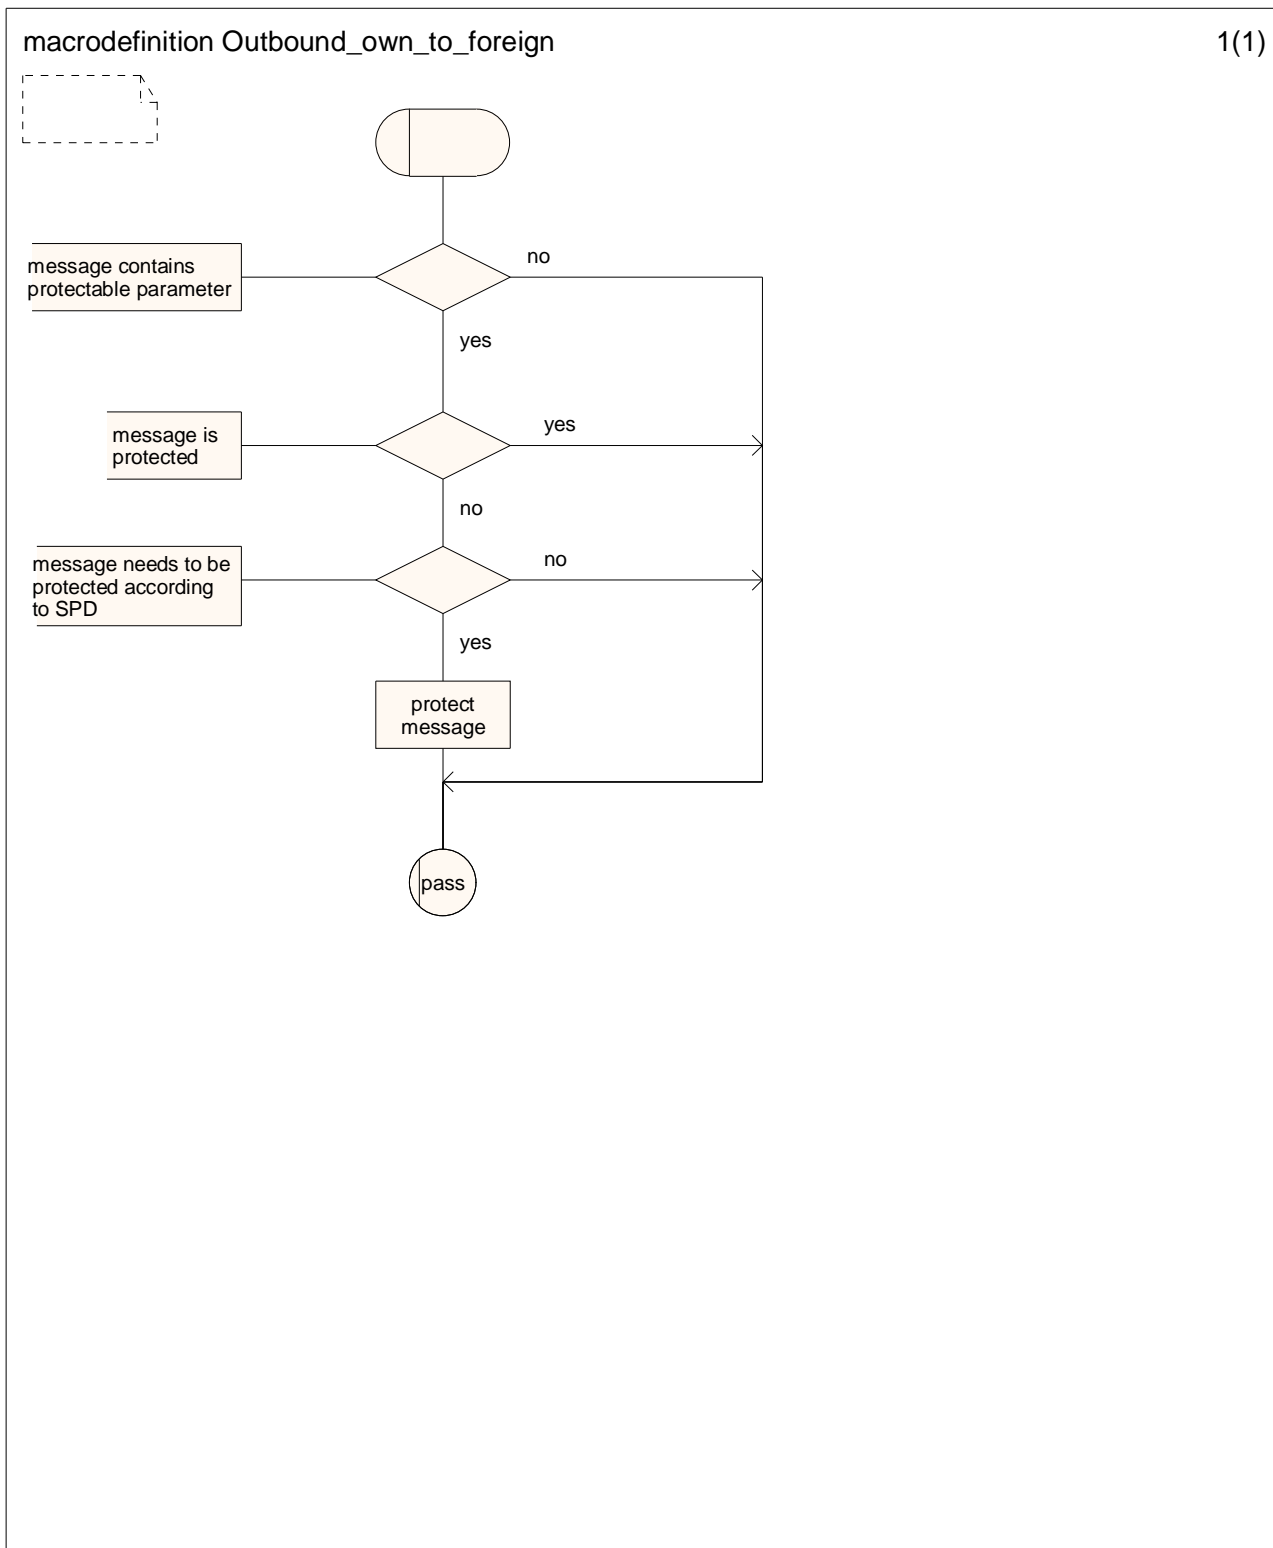 macrodefinition Outbound_own_to_foreign
1(1)
message contains
protectable parameter
no
yes
message is
protected
yes
no
message needs to be
protected according
to SPD
no
yes
protect
message
pass